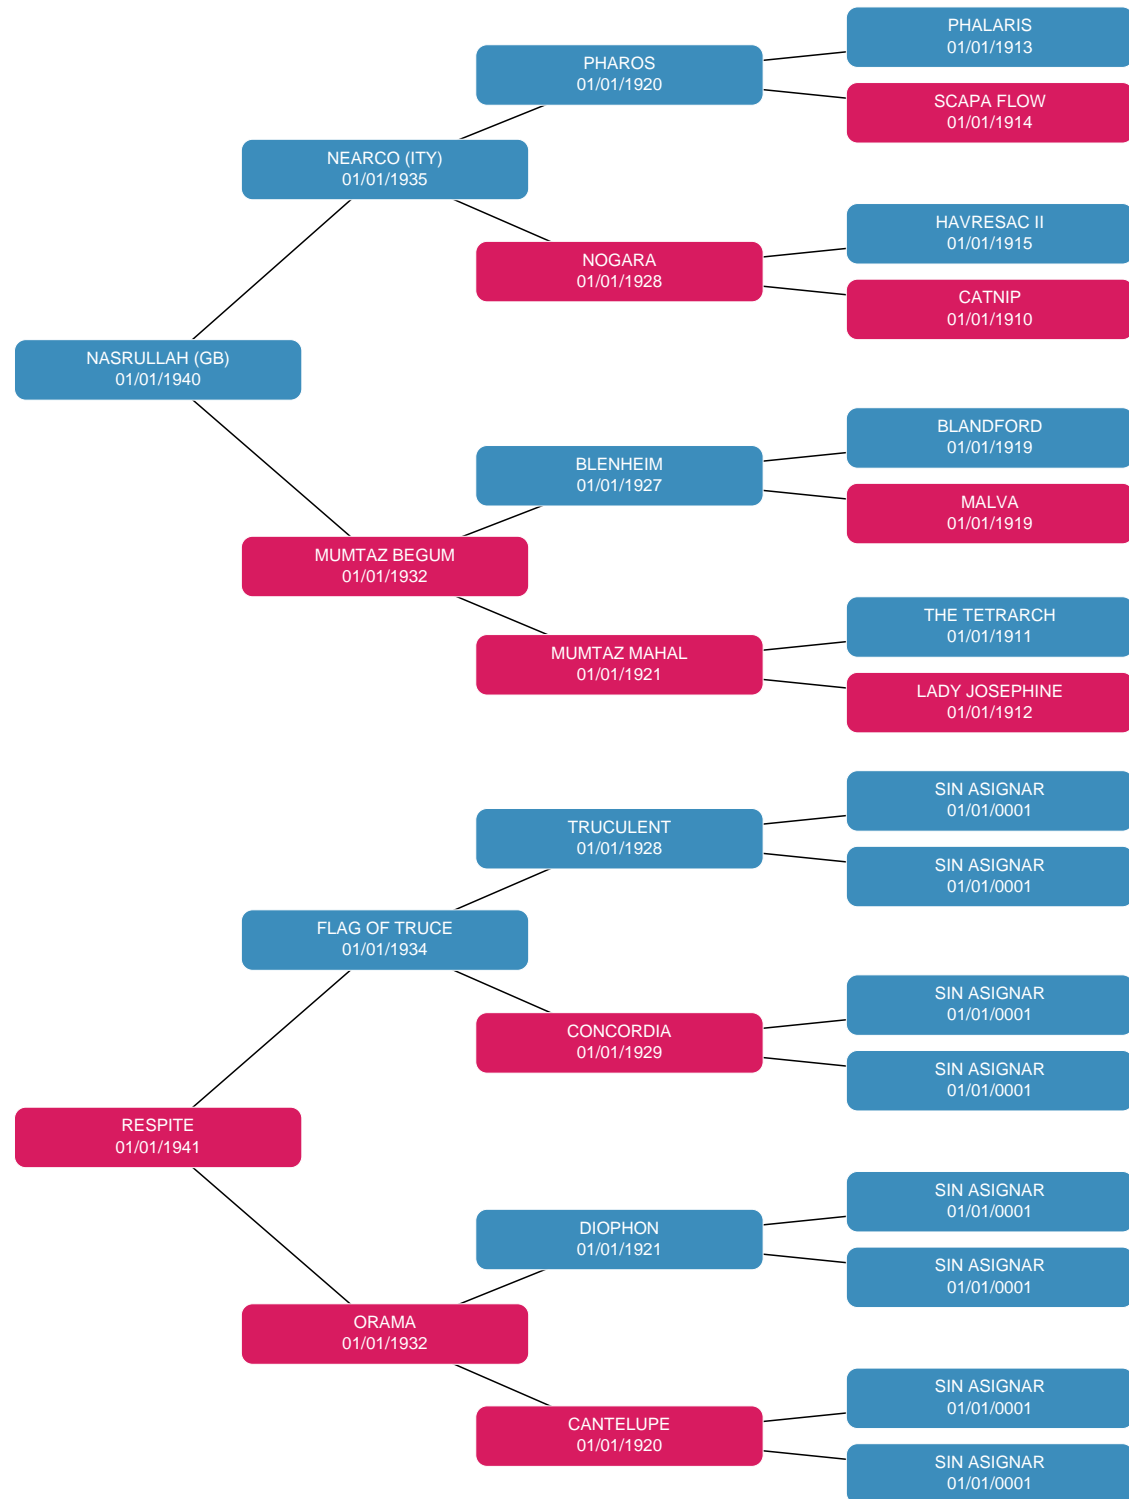 PHALARIS
01/01/1913
PHAROS
01/01/1920
SCAPA FLOW
01/01/1914
NEARCO (ITY)
01/01/1935
HAVRESAC II
01/01/1915
NOGARA
01/01/1928
CATNIP
01/01/1910
NASRULLAH (GB)
01/01/1940
BLANDFORD
01/01/1919
BLENHEIM
01/01/1927
MALVA
01/01/1919
MUMTAZ BEGUM
01/01/1932
THE TETRARCH
01/01/1911
MUMTAZ MAHAL
01/01/1921
LADY JOSEPHINE
01/01/1912
SIN ASIGNAR
01/01/0001
TRUCULENT
01/01/1928
SIN ASIGNAR
01/01/0001
FLAG OF TRUCE
01/01/1934
SIN ASIGNAR
01/01/0001
CONCORDIA
01/01/1929
SIN ASIGNAR
01/01/0001
RESPITE
01/01/1941
SIN ASIGNAR
01/01/0001
DIOPHON
01/01/1921
SIN ASIGNAR
01/01/0001
ORAMA
01/01/1932
SIN ASIGNAR
01/01/0001
CANTELUPE
01/01/1920
SIN ASIGNAR
01/01/0001